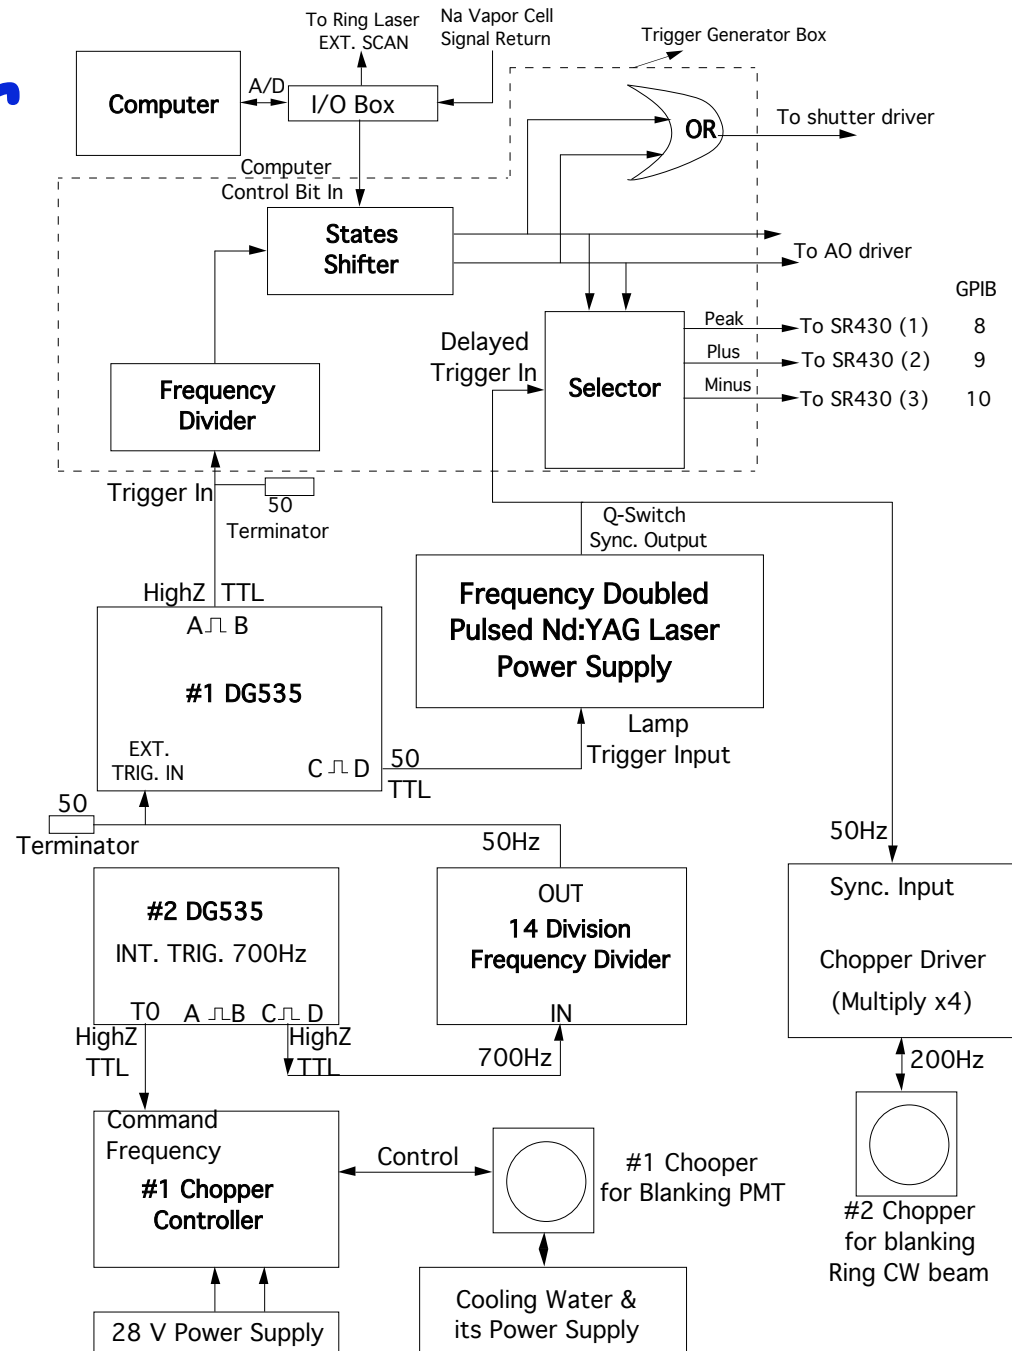 To Ring Laser
EXT. SCAN
Na Vapor Cell
Signal Return
Trigger Generator Box
Computer
A/D
I/O Box
OR
To shutter driver
Computer
Control Bit In
States
Shifter
To AO driver
GPIB
Peak
To SR430 (1)
8
Plus
To SR430 (2)
9
Minus
To SR430 (3)
10
Delayed
Trigger In
Selector
Frequency
Divider
Trigger In
50
Terminator
Q-Switch
Sync. Output
HighZ
TTL
A
B
#1 DG535
EXT.
TRIG. IN
C
D
50
TTL
Frequency Doubled
Pulsed Nd:YAG Laser
Power Supply
Lamp
Trigger Input
50
Terminator
50Hz
50Hz
#2 DG535
INT. TRIG. 700Hz
T0
A
B
C
D
HighZ
TTL
HighZ
TTL
OUT
14 Division
Frequency Divider
IN
700Hz
Sync. Input
Chopper Driver
(Multiply x4)
200Hz
Command
Frequency
#1 Chopper
Controller
Control
#1 Chooper
for Blanking PMT
#2 Chopper
for blanking
Ring CW beam
28 V Power Supply
Cooling Water &
its Power Supply